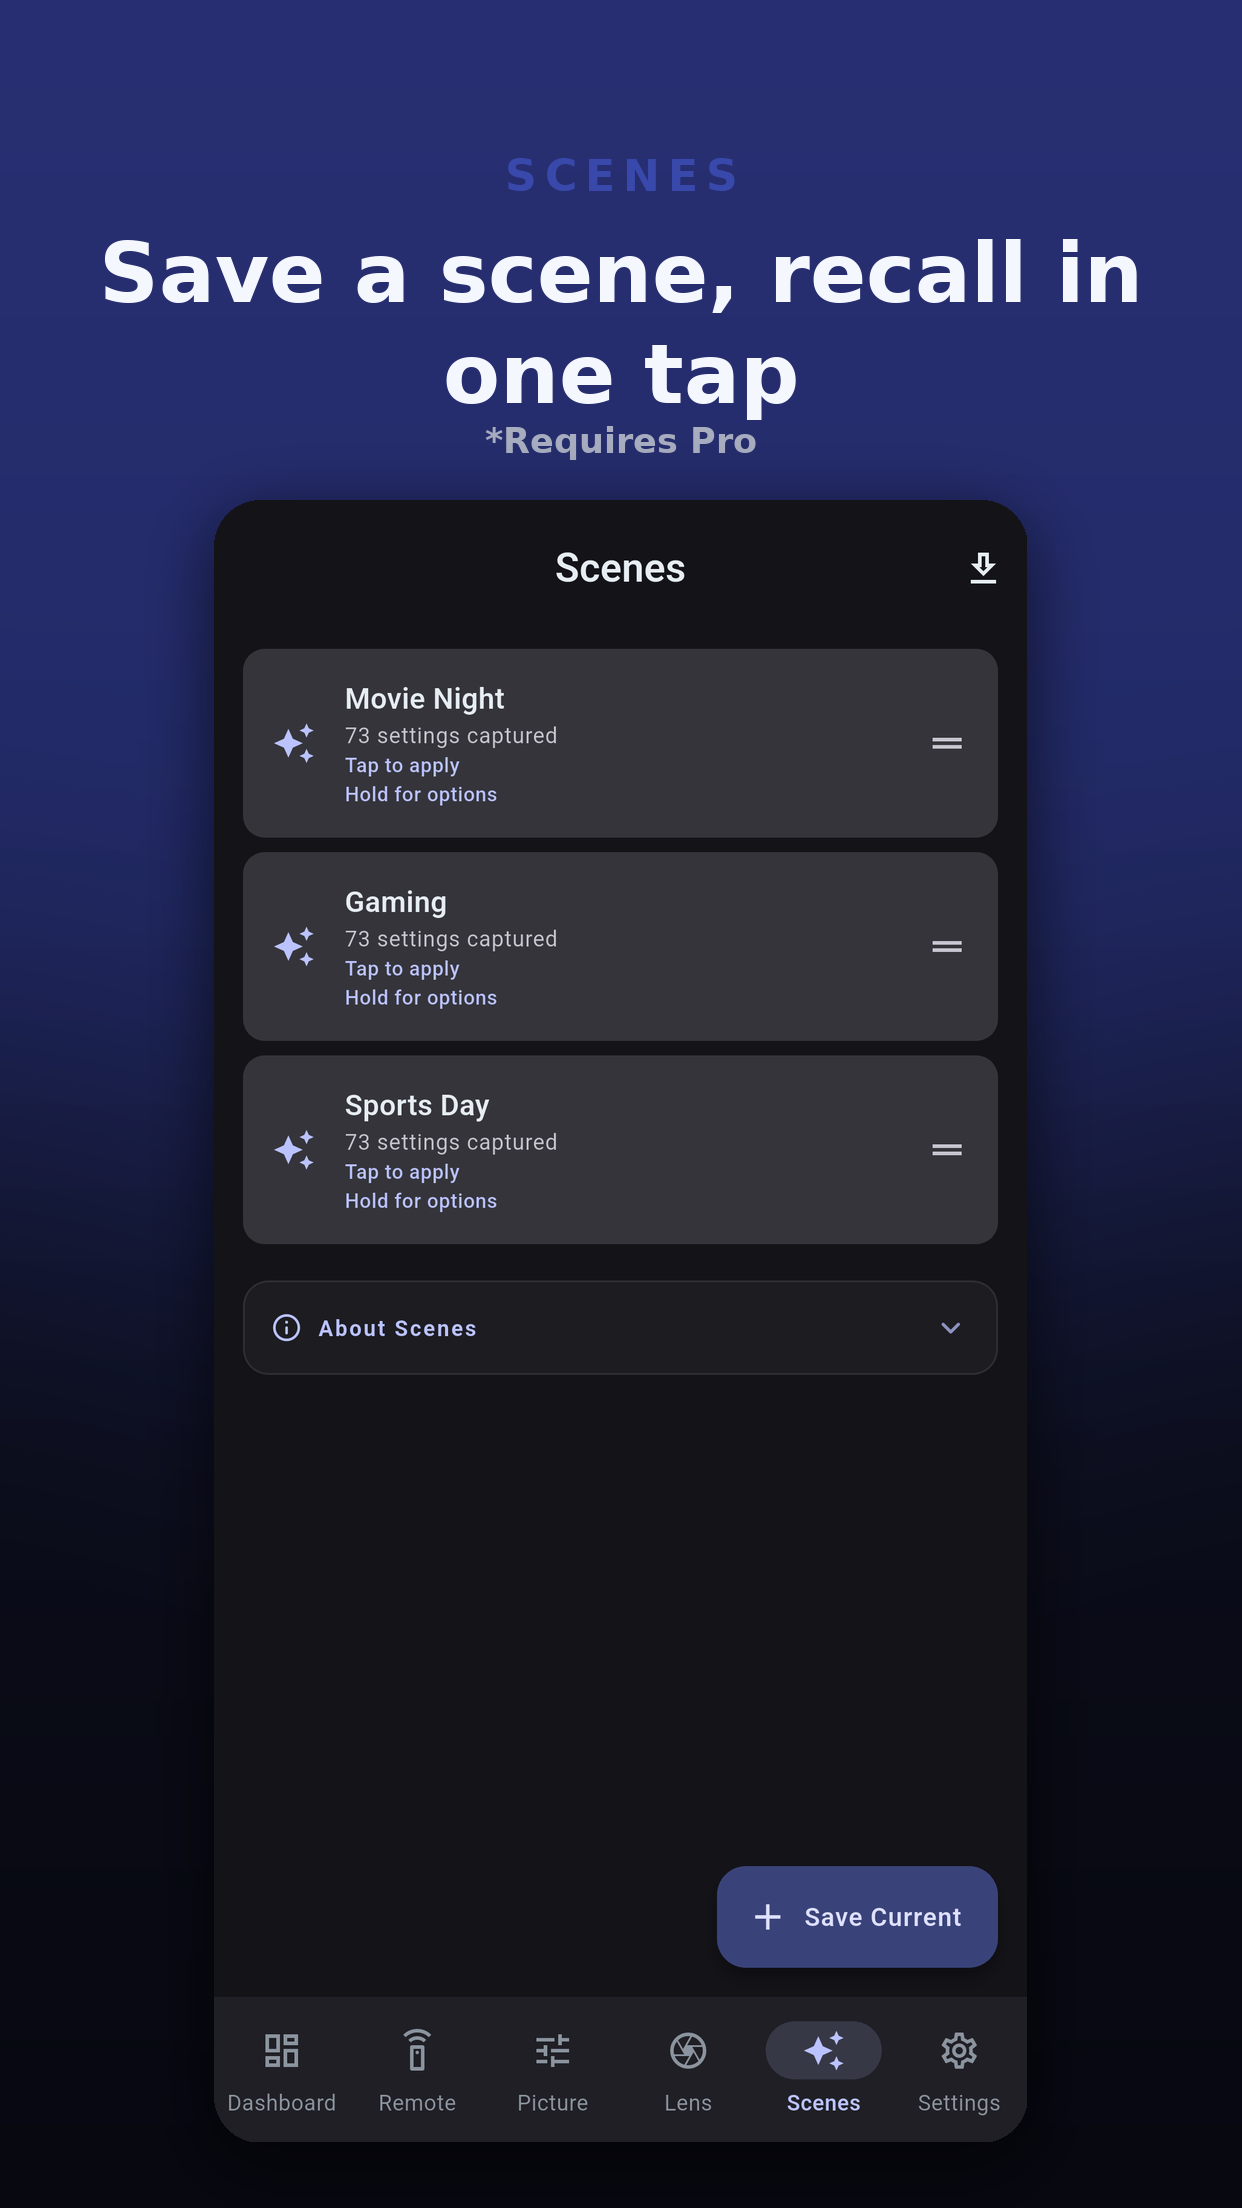 SCENES
Save a scene, recall in
one tap
*Requires Pro
Scenes
Movie Night
73 settings captured
Tap to apply
Hold for options
Gaming
73 settings captured
Tap to apply
Hold for options
Sports Day
73 settings captured
Tap to apply
Hold for options
About Scenes
Save Current
Dashboard
Remote
Picture
Lens
Scenes
Settings